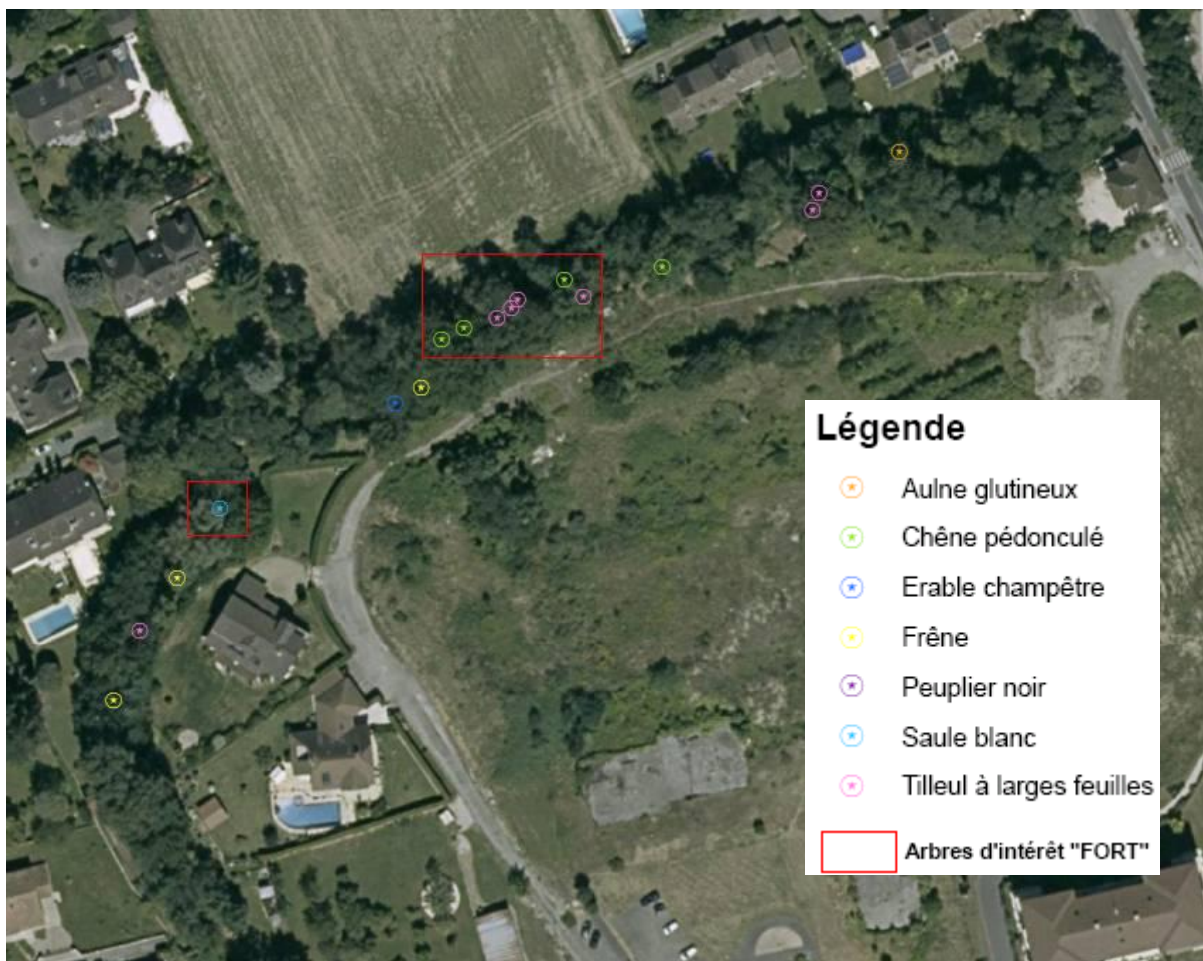 Légende
Aulne glutineux
Chêne pédonculé
Erable champêtre
Frêne
Peuplier noir
Saule blanc
Tilleul à larges feuilles
Arbres d'intérêt "FORT"